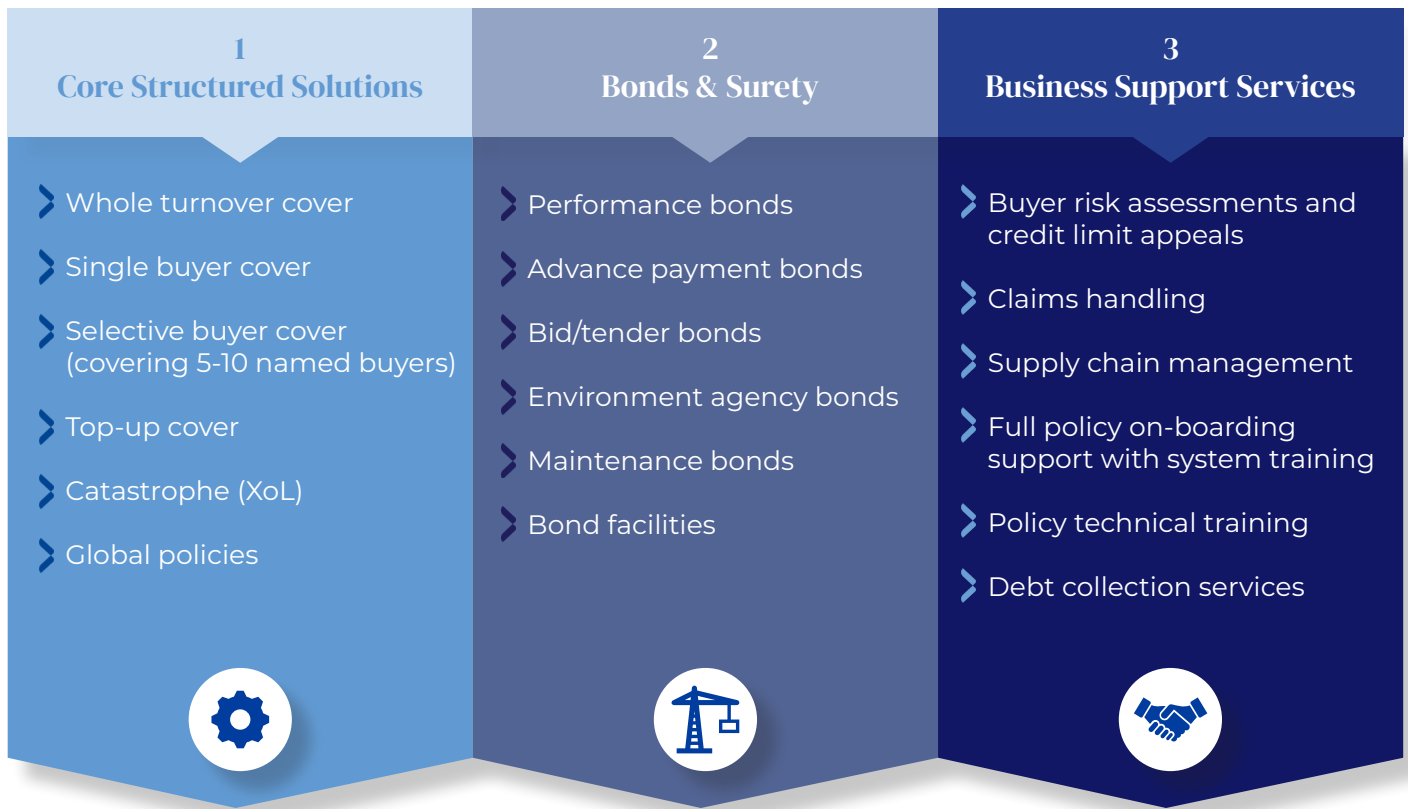 1
Core Structured Solutions
Whole turnover cover
Single buyer cover
Selective buyer cover
(covering 5-10 named buyers)
Top-up cover
Catastrophe (XoL)
Global policies
2
Bonds & Surety
Performance bonds
Advance payment bonds
Bid/tender bonds
Environment agency bonds
Maintenance bonds
Bond facilities
3
Business Support Services
Buyer risk assessments and
credit limit appeals
Claims handling
Supply chain management
Full policy on-boarding
support with system training
Policy technical training
Debt collection services